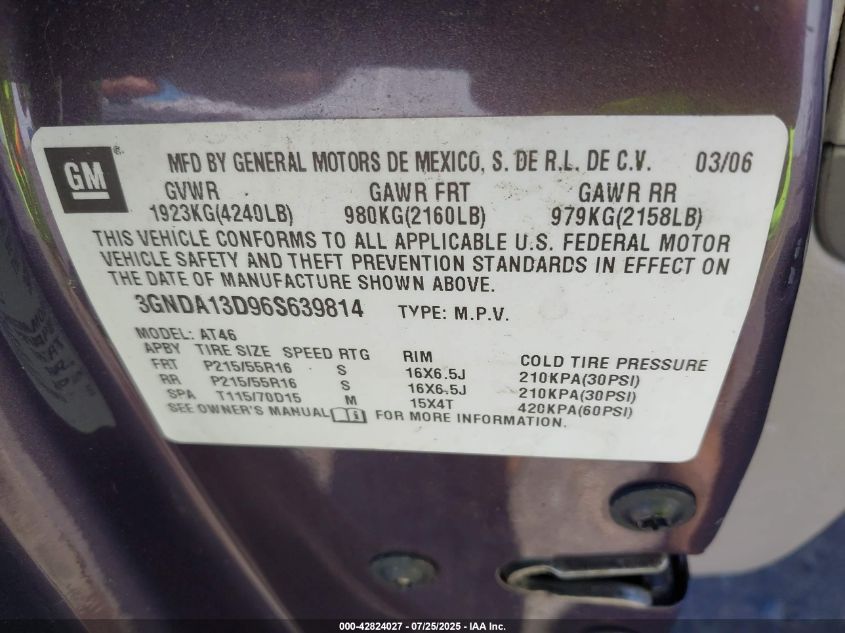 GM ®
MFD BY GENERAL MOTORS DE MEXICO, S. DE R.L. DE C.V. 03/06
GVWR GAWR FRT GAWR RR
1923KG(4240LB) 980KG(2160LB) 979KG(2158LB)
THIS VEHICLE CONFORMS TO ALL APPLICABLE U.S. FEDERAL MOTOR
VEHICLE SAFETY AND THEFT PREVENTION STANDARDS IN EFFECT ON
THE DATE OF MANUFACTURE SHOWN ABOVE.
3GNDA13D96S639814 TYPE: M.P.V.
MODEL: AT46
APBY TIRE SIZE SPEED RTG RIM COLD TIRE PRESSURE
FRT P215/55R16 S 16X6.5J 210KPA(30PSI)
RR P215/55R16 S 16X6.5J 210KPA(30PSI)
SPA T115/70D15 M 15X4T 420KPA(60PSI)
SEE OWNER'S MANUAL FOR MORE INFORMATION.
000-42824027 - 07/25/2025 - IAA Inc.